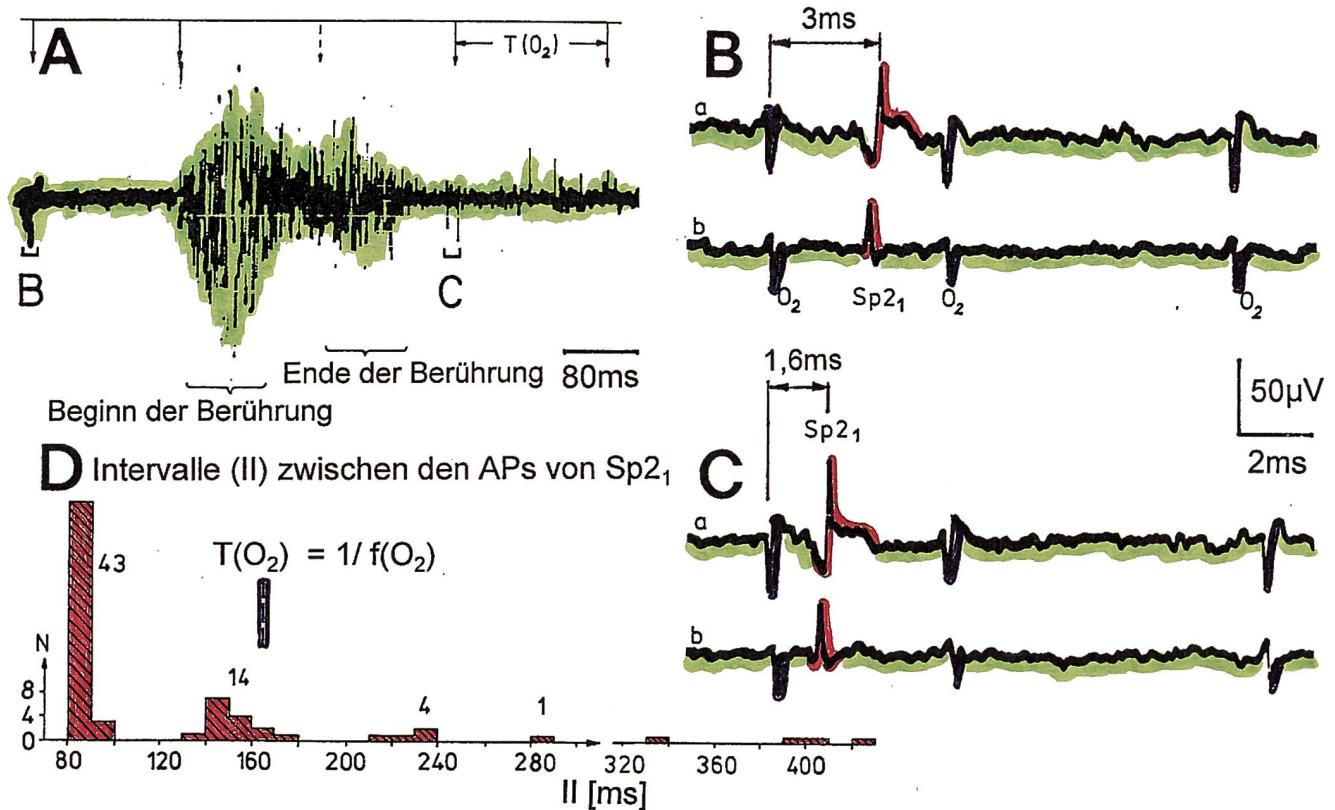 A
T(O₂)
B
C
Ende der Berührung
80ms
Beginn der Berührung
B
3ms
a
b
O₂
Sp2₁
O₂
O₂
1,6ms
Sp2₁
50µV
2ms
C
a
b
D Intervalle (II) zwischen den APs von Sp2₁
43
T(O₂) = 1/ f(O₂)
N
14
8
4
4
1
0
80 120 160 200 240 280 320 360 400
II [ms]